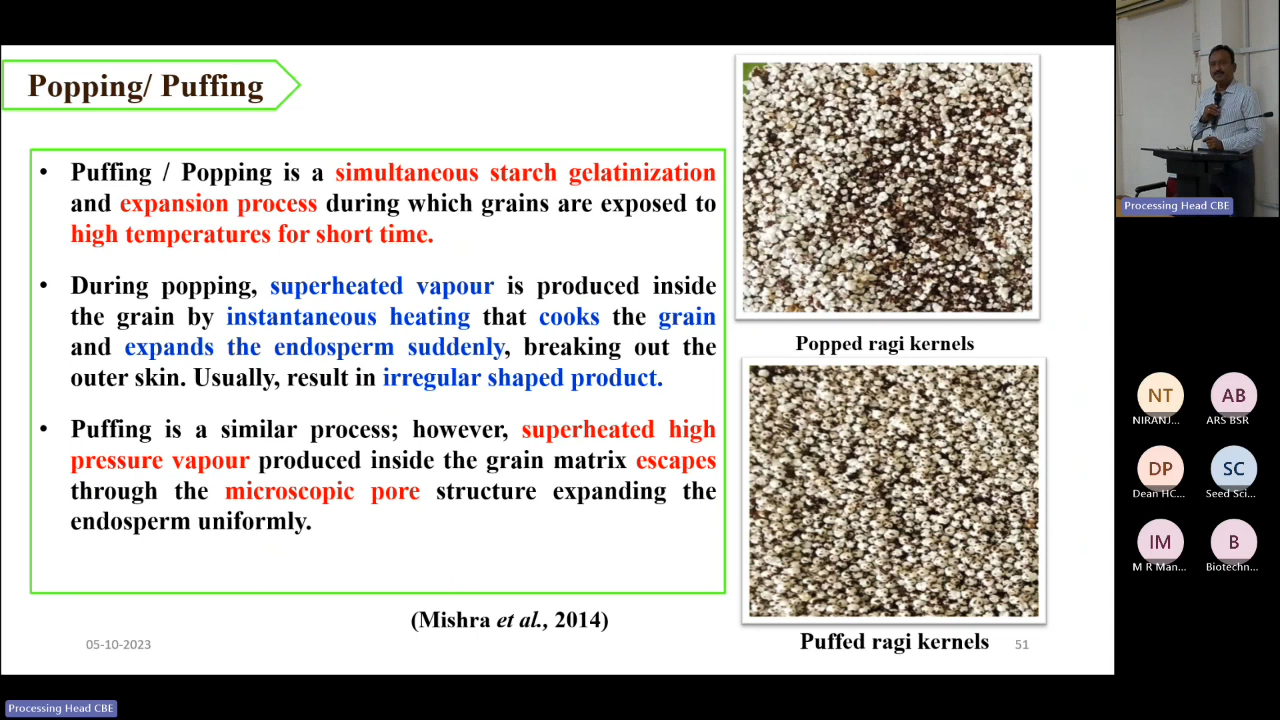 Popping/ Puffing
• Puffing / Popping is a simultaneous starch gelatinization
and expansion process during which grains are exposed to
high temperatures for short time.
• During popping, superheated vapour is produced inside
the grain by instantaneous heating that cooks the grain
and expands the endosperm suddenly, breaking out the
outer skin. Usually, result in irregular shaped product.
• Puffing is a similar process; however, superheated high
pressure vapour produced inside the grain matrix escapes
through the microscopic pore structure expanding the
endosperm uniformly.
(Mishra et al., 2014)
05-10-2023
Popped ragi kernels
Puffed ragi kernels
51
Processing Head CBE
NT
NIRANJ...
AB
ARS BSR
DP
Dean HC...
SC
Seed Sci...
IM
M R Man...
B
Biotechn...
Processing Head CBE